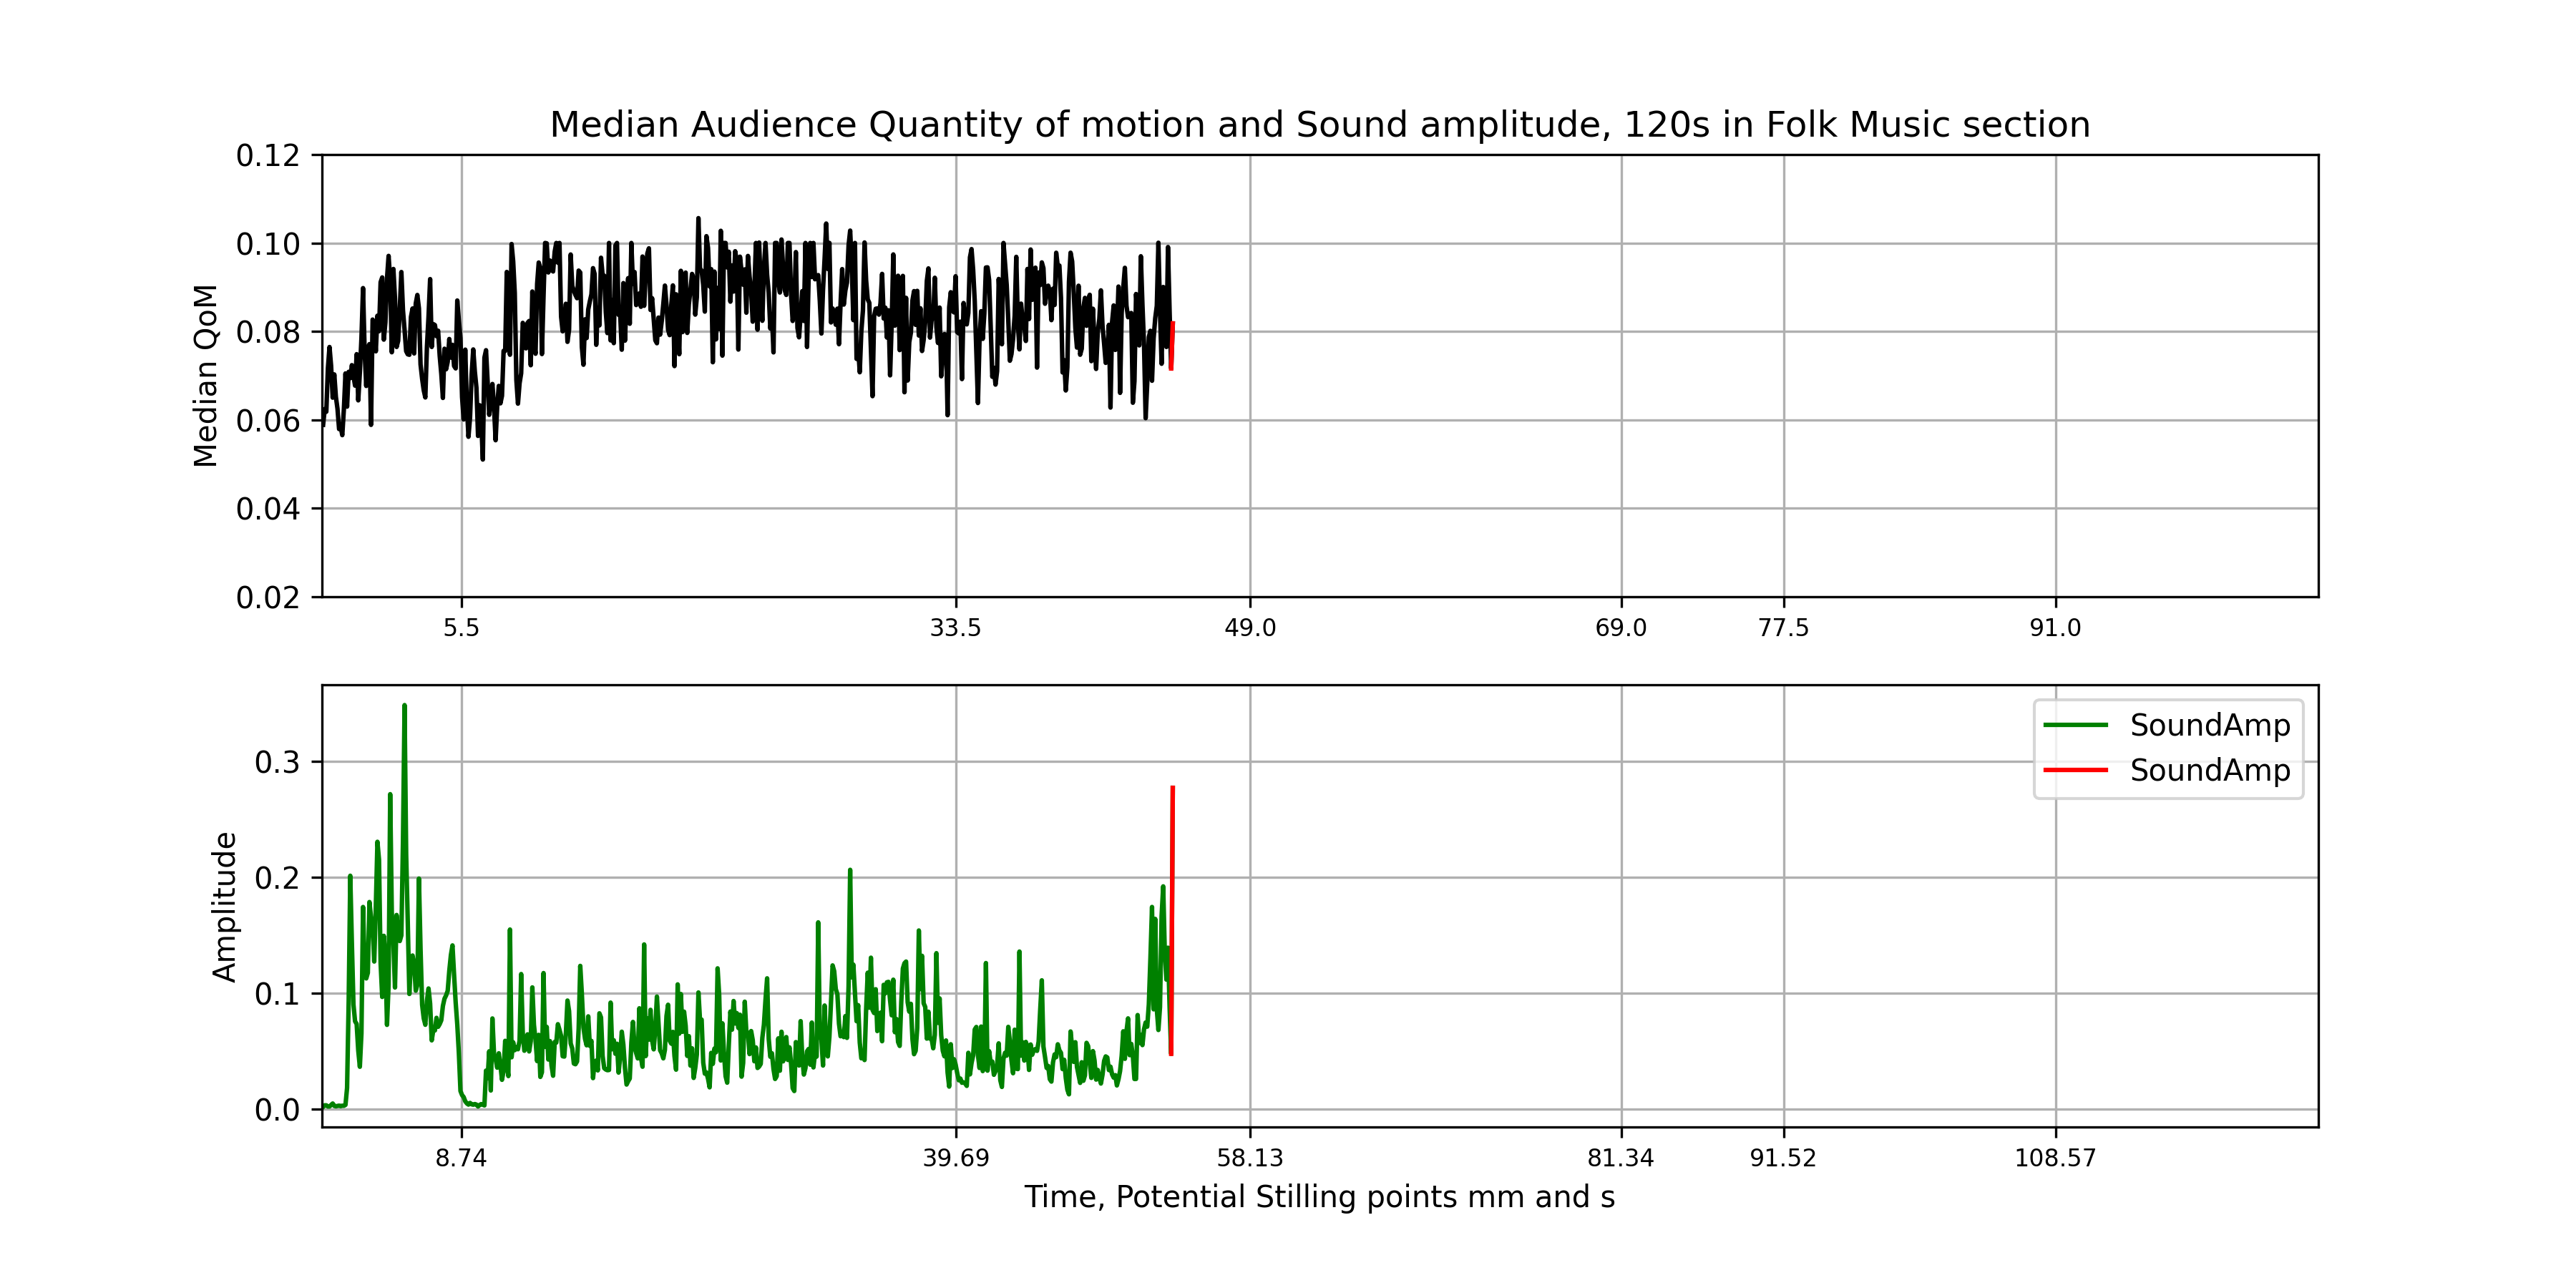 Median Audience Quantity of motion and Sound amplitude, 120s in Folk Music section
0.12
0.10
0.08
0.06
0.04
0.02
Median QoM
5.5 33.5 49.0 69.0 77.5 91.0
SoundAmp
SoundAmp
0.3
0.2
0.1
0.0
Amplitude
8.74 39.69 58.13 81.34 91.52 108.57
Time, Potential Stilling points mm and s